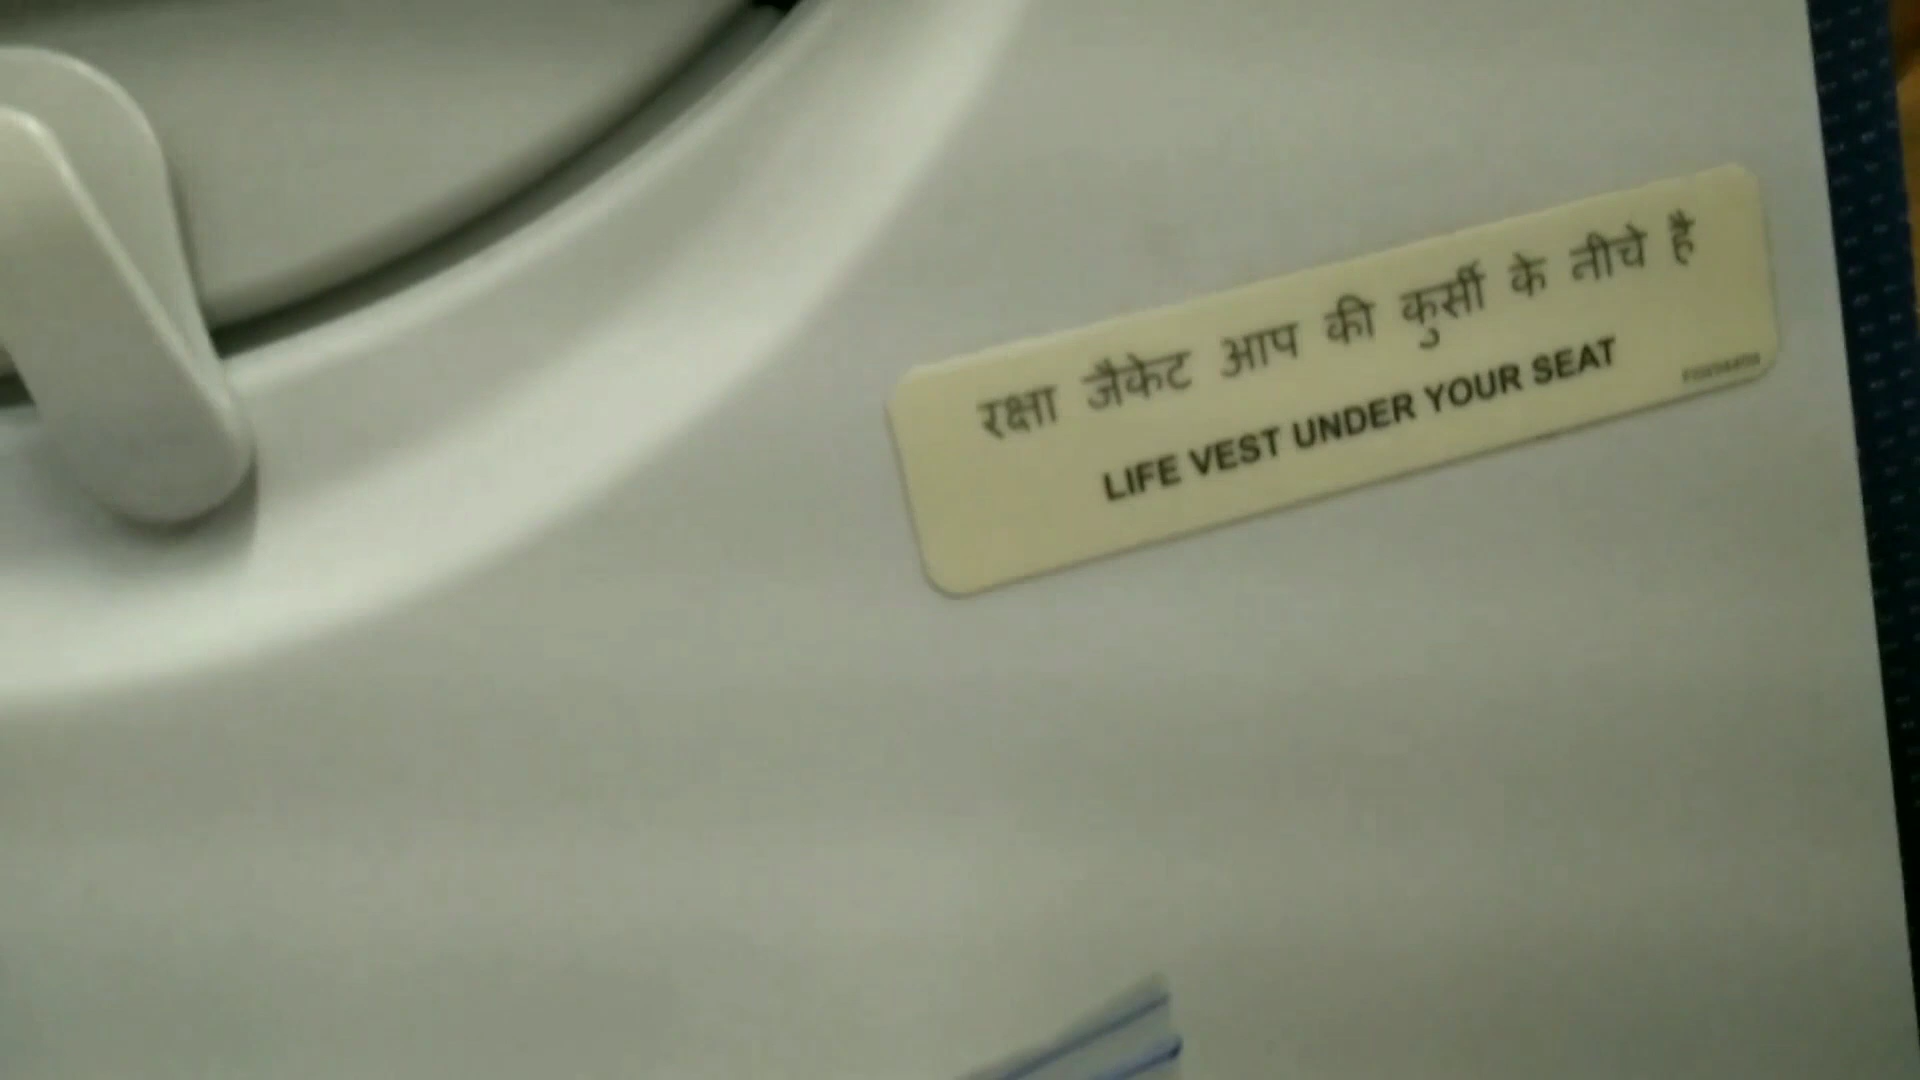 रक्षा जैकेट आप की कुर्सी के नीचे है
LIFE VEST UNDER YOUR SEAT